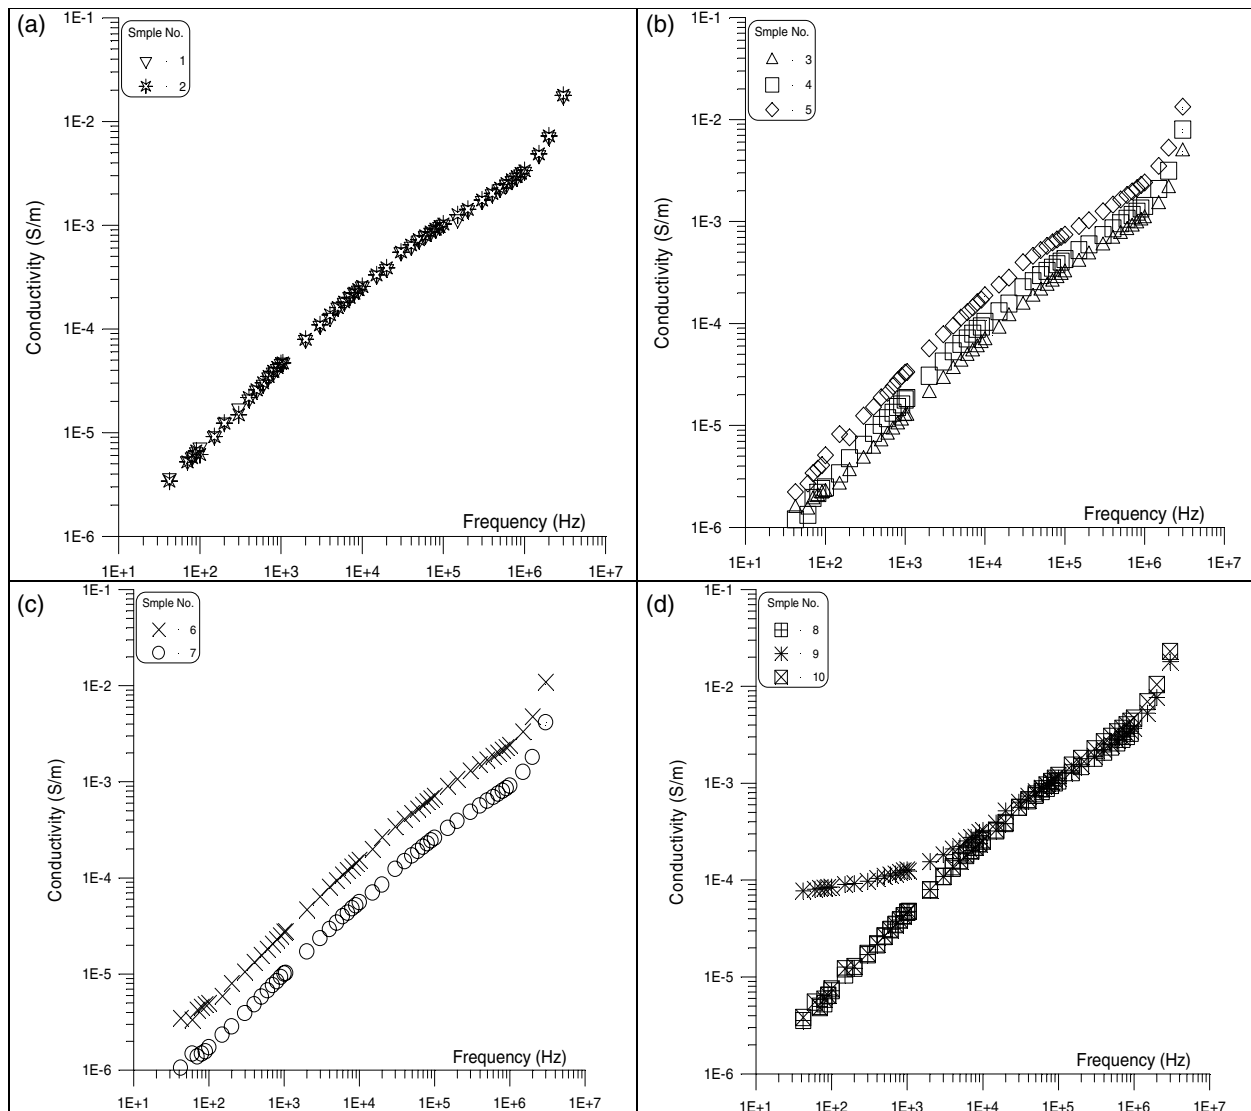 (a)
1E-1
Smple No.
1
2
1E-2
1E-3
1E-4
1E-5
1E-6
Conductivity (S/m)
Frequency (Hz)
1E+1 1E+2 1E+3 1E+4 1E+5 1E+6 1E+7
(b)
1E-1
Smple No.
3
4
5
1E-2
1E-3
1E-4
1E-5
1E-6
Conductivity (S/m)
Frequency (Hz)
1E+1 1E+2 1E+3 1E+4 1E+5 1E+6 1E+7
(c)
1E-1
Smple No.
6
7
1E-2
1E-3
1E-4
1E-5
1E-6
Conductivity (S/m)
Frequency (Hz)
1E+1 1E+2 1E+3 1E+4 1E+5 1E+6 1E+7
(d)
1E-1
Smple No.
8
9
10
1E-2
1E-3
1E-4
1E-5
1E-6
Conductivity (S/m)
Frequency (Hz)
1E+1 1E+2 1E+3 1E+4 1E+5 1E+6 1E+7